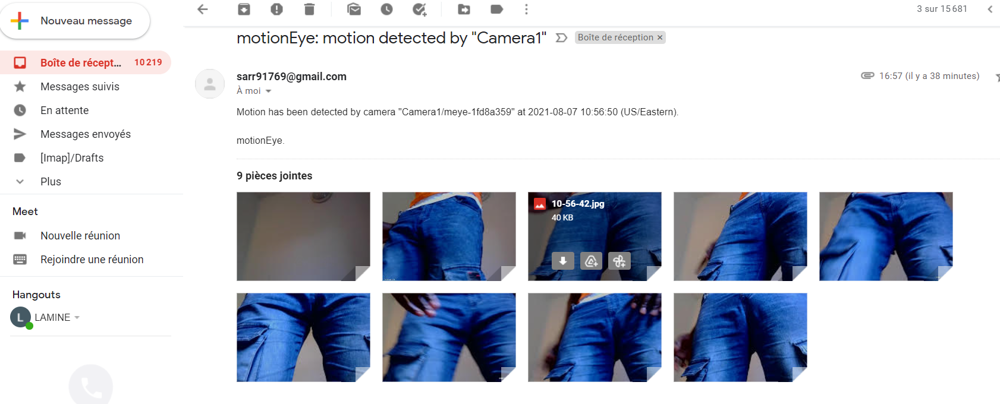 Nouveau message
3 sur 15 681
motionEye: motion detected by "Camera1"
Boîte de réception ×
Boîte de récept... 10 219
Messages suivis
En attente
Messages envoyés
[Imap]/Drafts
Plus
Meet
Nouvelle réunion
Rejoindre une réunion
Hangouts
L LAMINE
sarr91769@gmail.com
16:57 (il y a 38 minutes)
À moi
Motion has been detected by camera "Camera1/meye-1fd8a359" at 2021-08-07 10:56:50 (US/Eastern).
motionEye.
9 pièces jointes
10-56-42.jpg
40 KB